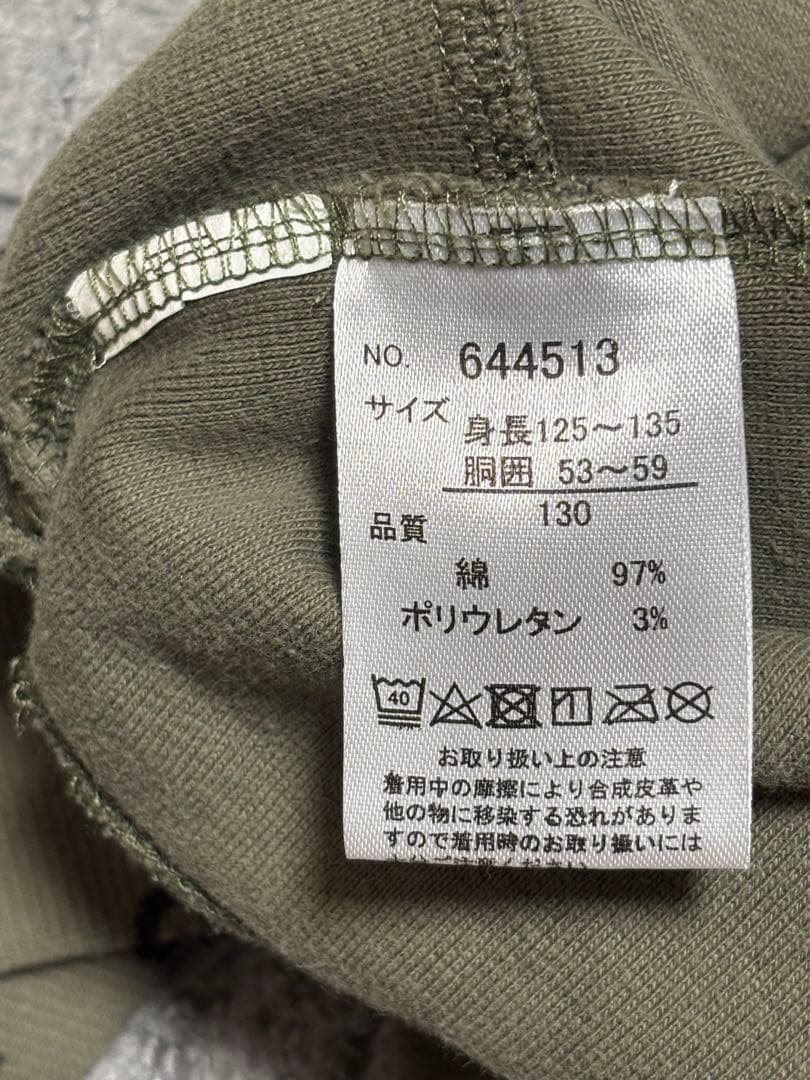 NO. 644513
サイズ 身長125～135
胴囲 53～59
130
品質
綿 97%
ポリウレタン 3%
40
お取り扱い上の注意
着用中の摩擦により合成皮革や
他の物に移染する恐れがありま
すので着用時のお取り扱いには